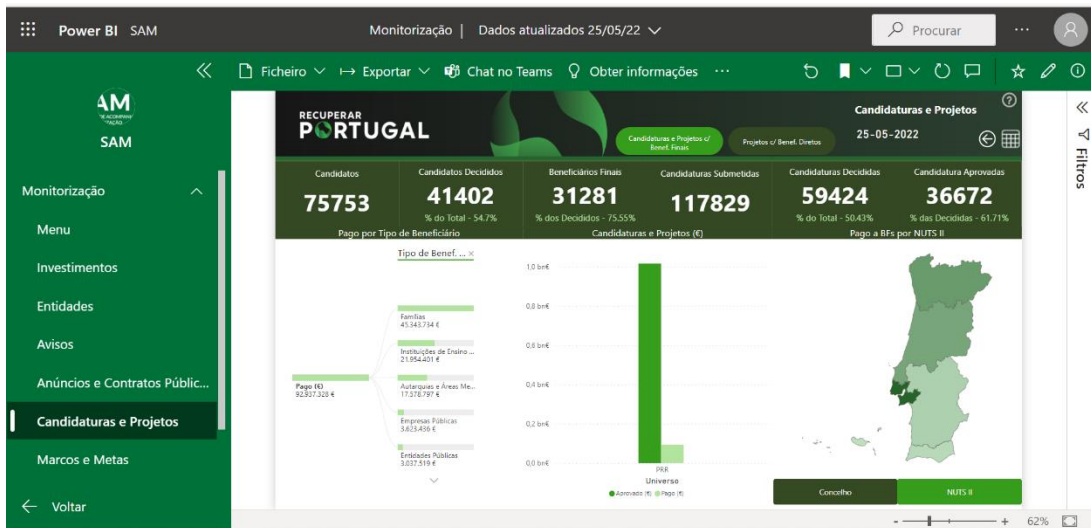 Power BI SAM
Monitorização | Dados atualizados 25/05/22
Procurar
Ficheiro
Exportar
Chat no Teams
Obter informações
SAM
Monitorização
Menu
Investimentos
Entidades
Avisos
Anúncios e Contratos Públic...
Candidaturas e Projetos
Marcos e Metas
Voltar
RECUPERAR
PORTUGAL
Candidaturas e Projetos c/
Benef. Finais
Projetos c/ Benef. Diretos
Candidaturas e Projetos
25-05-2022
Filtros
Candidatos
75753
Candidatos Decididos
41402
% do Total - 54.7%
Beneficiários Finais
31281
% dos Decididos - 75.55%
Candidaturas Submetidas
117829
Candidaturas Decididas
59424
% do Total - 50.43%
Candidatura Aprovadas
36672
% das Decididas - 61.71%
Pago por Tipo de Beneficiário
Tipo de Benef. ...
Pago (€)
92.937.328 €
Famílias
45.343.734 €
Instituições de Ensino ...
21.954.401 €
Autarquias e Áreas Me...
17.578.797 €
Empresas Públicas
3.623.436 €
Entidades Públicas
3.037.519 €
Candidaturas e Projetos (€)
1,0 bn€
0,8 bn€
0,6 bn€
0,4 bn€
0,2 bn€
0,0 bn€
PRR
Universo
Aprovado (€) Pago (€)
Pago a BFs por NUTS II
Concelho
NUTS II
62%